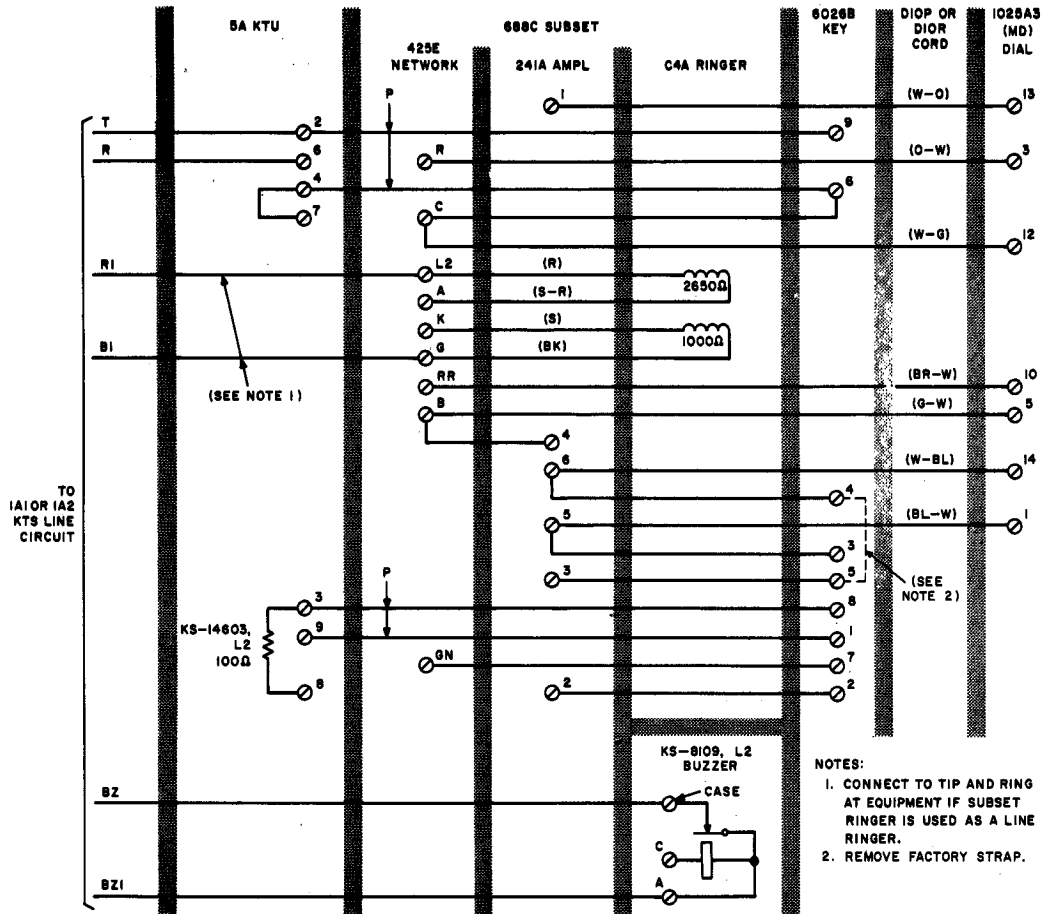 5A KTU
688C SUBSET
6026B
KEY
DIOP OR
DIOR
CORD
1025A3
(MD)
DIAL
425E
NETWORK
241A AMPL
C4A RINGER
P
1
(W-O)
13
T
2
9
R
6
R
(O-W)
3
4
6
7
C
(W-G)
12
R1
L2
(R)
2650Ω
A
(S-R)
K
(S)
1000Ω
B1
G
(BK)
(SEE NOTE 1)
RR
(BR-W)
10
B
(G-W)
5
4
6
(W-BL)
14
4
TO
1A1 OR 1A2
KTS LINE
CIRCUIT
5
(BL-W)
1
3
P
3
5
(SEE
NOTE 2)
3
8
KS-14603,
L2
100Ω
9
1
GN
7
8
2
2
KS-8109, L2
BUZZER
NOTES:
1. CONNECT TO TIP AND RING
AT EQUIPMENT IF SUBSET
RINGER IS USED AS A LINE
RINGER.
2. REMOVE FACTORY STRAP.
BZ
CASE
C
BZ1
A